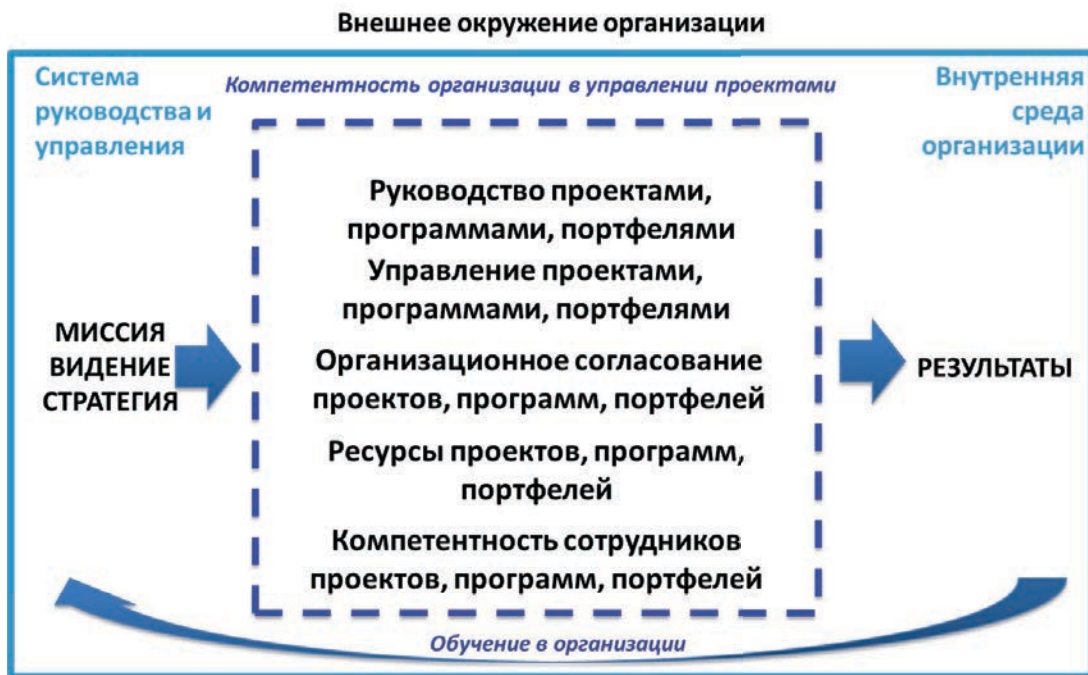 Внешнее окружение организации
Система
руководства и
управления
Компетентность организации в управлении проектами
Внутренняя
среда
организации
Руководство проектами,
программами, портфелями
Управление проектами,
программами, портфелями
МИССИЯ
ВИДЕНИЕ
СТРАТЕГИЯ
Организационное согласование
проектов, программ, портфелей
РЕЗУЛЬТАТЫ
Ресурсы проектов, программ,
портфелей
Компетентность сотрудников
проектов, программ, портфелей
Обучение в организации